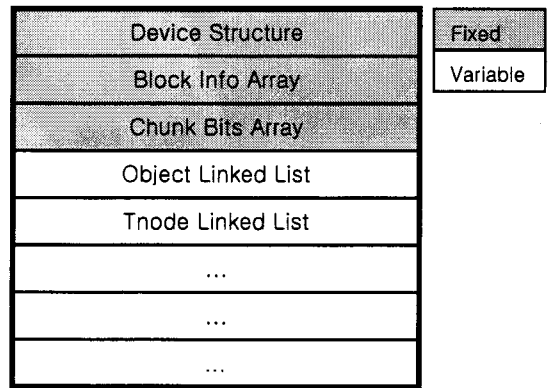 Device Structure
Block Info Array
Chunk Bits Array
Object Linked List
Tnode Linked List
...
...
...
Fixed
Variable